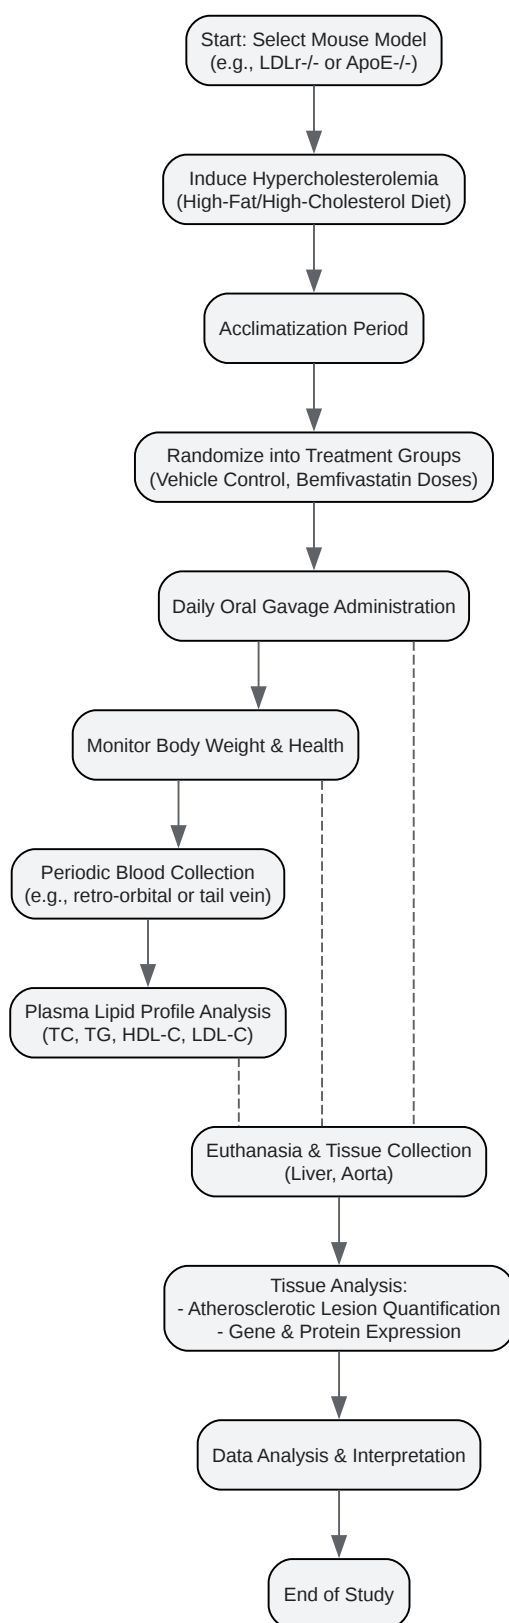 Start: Select Mouse Model
(e.g., LDLr-/- or ApoE-/-)
Induce Hypercholesterolemia
(High-Fat/High-Cholesterol Diet)
Acclimatization Period
Randomize into Treatment Groups
(Vehicle Control, Bemfivastatin Doses)
Daily Oral Gavage Administration
Monitor Body Weight & Health
Periodic Blood Collection
(e.g., retro-orbital or tail vein)
Plasma Lipid Profile Analysis
(TC, TG, HDL-C, LDL-C)
Euthanasia & Tissue Collection
(Liver, Aorta)
Tissue Analysis:
- Atherosclerotic Lesion Quantification
- Gene & Protein Expression
Data Analysis & Interpretation
End of Study